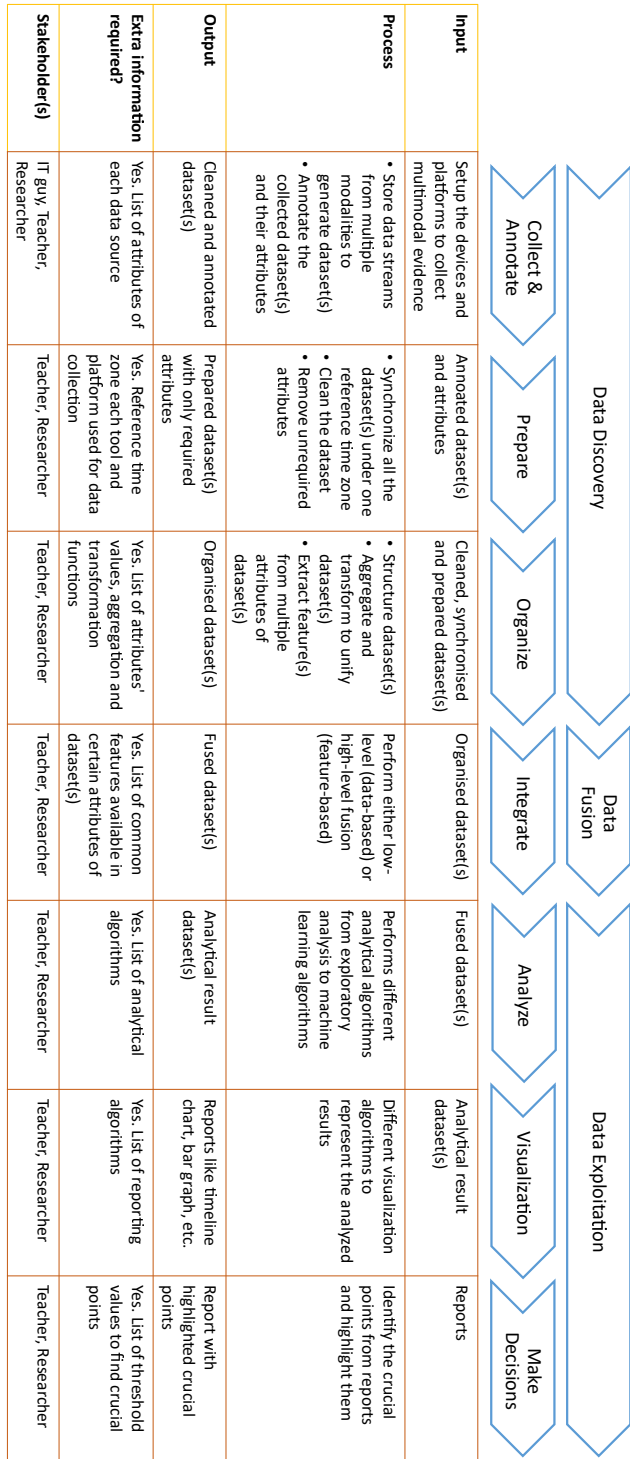 Data Discovery
Data
Fusion
Data Exploitation
Collect &
Annotate
Prepare
Organize
Integrate
Analyze
Visualization
Make
Decisions
Input
Setup the devices and
platforms to collect
multimodal evidence
Annoated dataset(s)
and attributes
Cleaned, synchronised
and prepared dataset(s)
Organised dataset(s)
Fused dataset(s)
Analytical result
dataset(s)
Reports
Process
• Store data streams
from multiple
modalities to
generate dataset(s)
• Annotate the
collected dataset(s)
and their attributes
• Synchronize all the
dataset(s) under one
reference time zone
• Clean the dataset
• Remove unrequired
attributes
• Structure dataset(s)
• Aggregate and
transform to unify
dataset(s)
• Extract feature(s)
from multiple
attributes of
dataset(s)
Perform either low-
level (data-based) or
high-level fusion
(feature-based)
Performs different
analytical algorithms
from exploratory
analysis to machine
learning algorithms
Different visualization
algorithms to
represent the analyzed
results
Identify the crucial
points from reports
and highlight them
Output
Cleaned and annotated
dataset(s)
Prepared dataset(s)
with only required
attributes
Organised dataset(s)
Fused dataset(s)
Analytical result
dataset(s)
Reports like timeline
chart, bar graph, etc.
Report with
highlighted crucial
points
Extra information
required?
Yes. List of attributes of
each data source
Yes. Reference time
zone each tool and
platform used for data
collection
Yes. List of attributes'
values, aggregation and
transformation
functions
Yes. List of common
features available in
certain attributes of
dataset(s)
Yes. List of analytical
algorithms
Yes. List of reporting
algorithms
Yes. List of threshold
values to find crucial
points
Stakeholder(s)
IT guy, Teacher,
Researcher
Teacher, Researcher
Teacher, Researcher
Teacher, Researcher
Teacher, Researcher
Teacher, Researcher
Teacher, Researcher